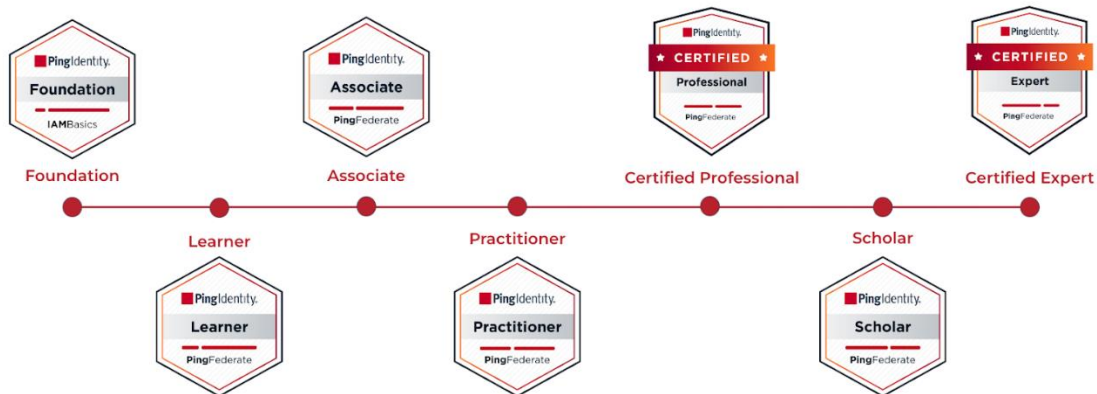 PingIdentity.
Foundation
IAMBasics
Foundation
PingIdentity.
Associate
PingFederate
Associate
PingIdentity.
★ CERTIFIED ★
Professional
PingFederate
Certified Professional
PingIdentity.
★ CERTIFIED ★
Expert
PingFederate
Certified Expert
Learner
PingIdentity.
Learner
PingFederate
Practitioner
PingIdentity.
Practitioner
PingFederate
Scholar
PingIdentity.
Scholar
PingFederate